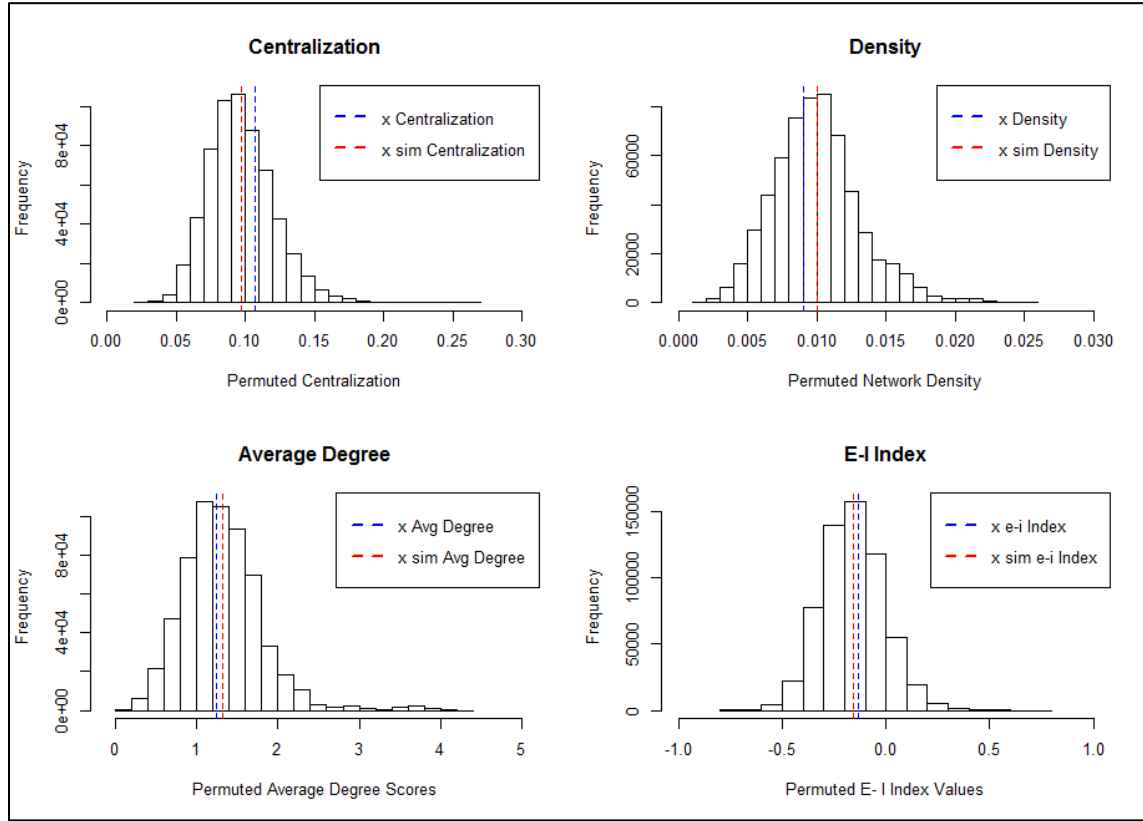 Centralization
x Centralization
x sim Centralization
Frequency
0e+00 4e+04 8e+04
0.00 0.05 0.10 0.15 0.20 0.25 0.30
Permuted Centralization
Density
x Density
x sim Density
Frequency
0 20000 60000
0.000 0.005 0.010 0.015 0.020 0.025 0.030
Permuted Network Density
Average Degree
x Avg Degree
x sim Avg Degree
Frequency
0e+00 4e+04 8e+04
0 1 2 3 4 5
Permuted Average Degree Scores
E-I Index
x e-i Index
x sim e-i Index
Frequency
0 50000 100000 150000
-1.0 -0.5 0.0 0.5 1.0
Permuted E- I Index Values